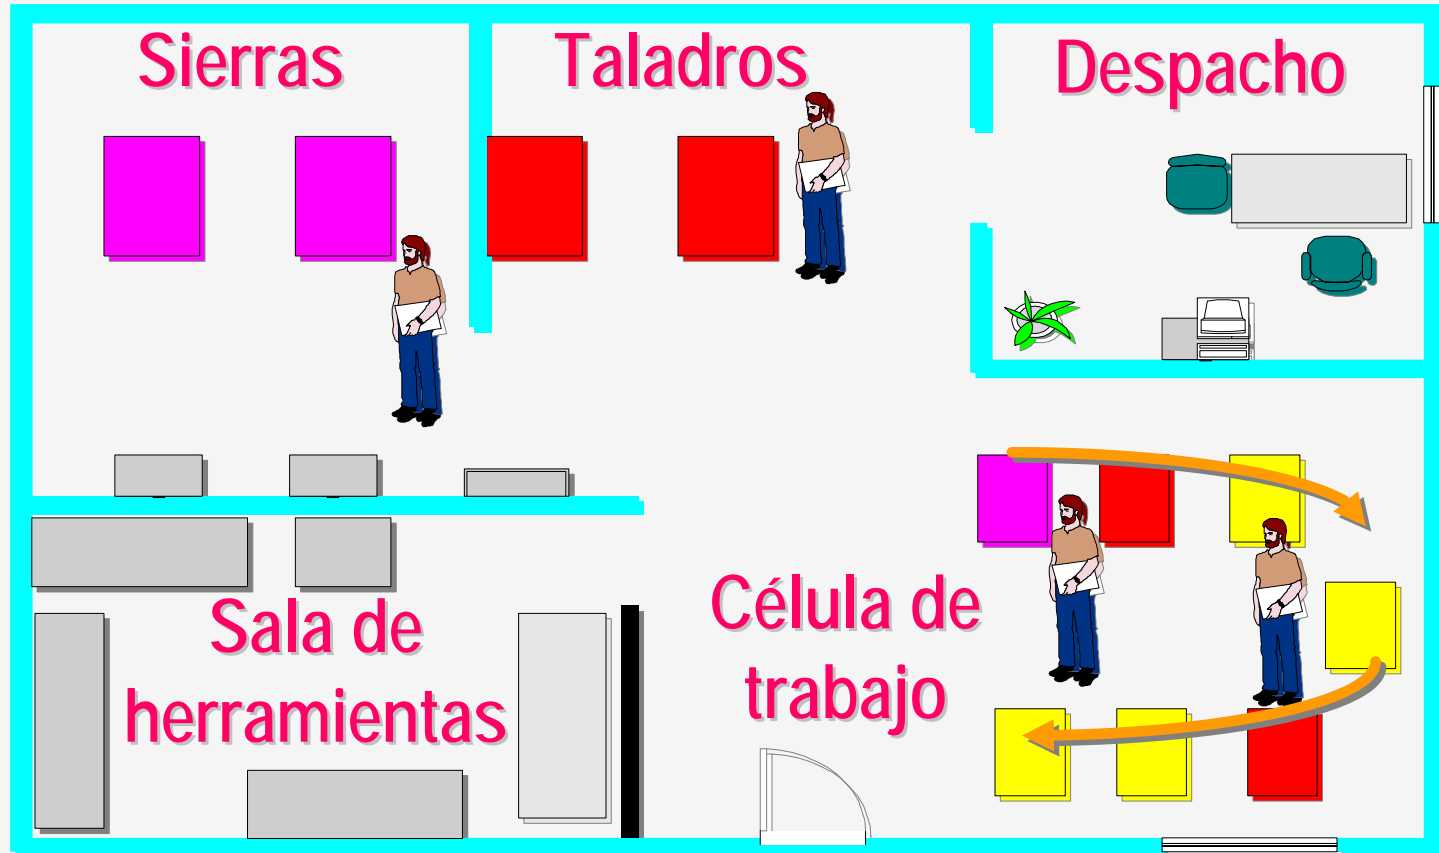 Sierras
Taladros
Despacho
Sala de
herramientas
Célula de
trabajo